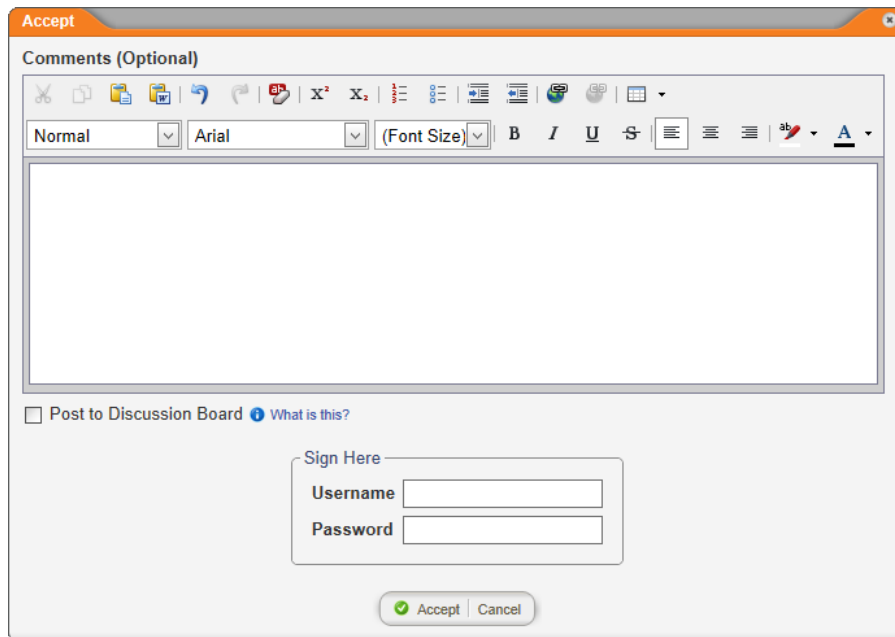 Accept
Comments (Optional)
Normal Arial (Font Size) B I U S ab A
Post to Discussion Board What is this?
Sign Here
Username
Password
Accept Cancel